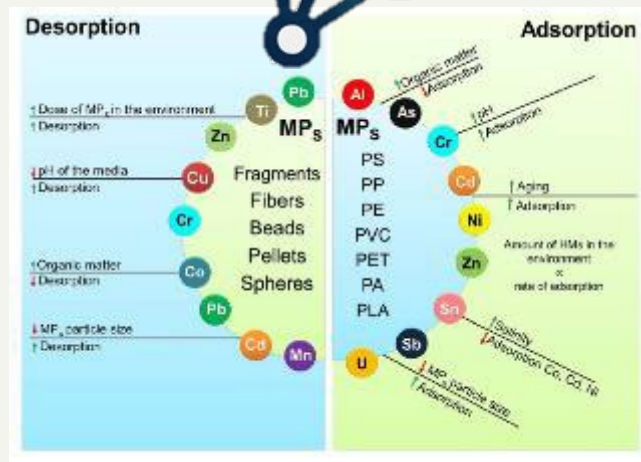 Desorption
Adsorption
Pb
Ti
Zn
Cu
Cr
Co
Pb
Cd
Mn
↑Dose of MPs in the environment
↑Desorption
↓pH of the media
↑Desorption
↑Organic matter
↓Desorption
↓MPs particle size
↑Desorption
MPs
Fragments
Fibers
Beads
Pellets
Spheres
MPs
PS
PP
PE
PVC
PET
PA
PLA
Al
As
Cr
Cd
Ni
Zn
Sn
Sb
U
↑Organic matter
↓Adsorption
↑pH
↑Adsorption
↑Aging
↑Adsorption
Amount of HMs in the
environment
∝
rate of adsorption
↑Salinity
↓Adsorption Co, Cd, Ni
↓MPs particle size
↑Adsorption